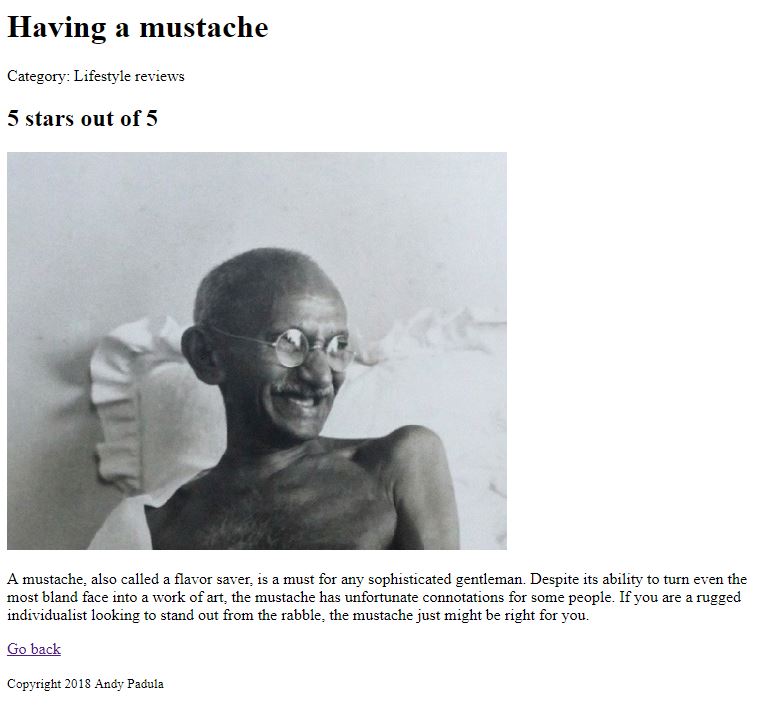 Having a mustache
Category: Lifestyle reviews
5 stars out of 5
A mustache, also called a flavor saver, is a must for any sophisticated gentleman. Despite its ability to turn even the
most bland face into a work of art, the mustache has unfortunate connotations for some people. If you are a rugged
individualist looking to stand out from the rabble, the mustache just might be right for you.
Go back
Copyright 2018 Andy Padula